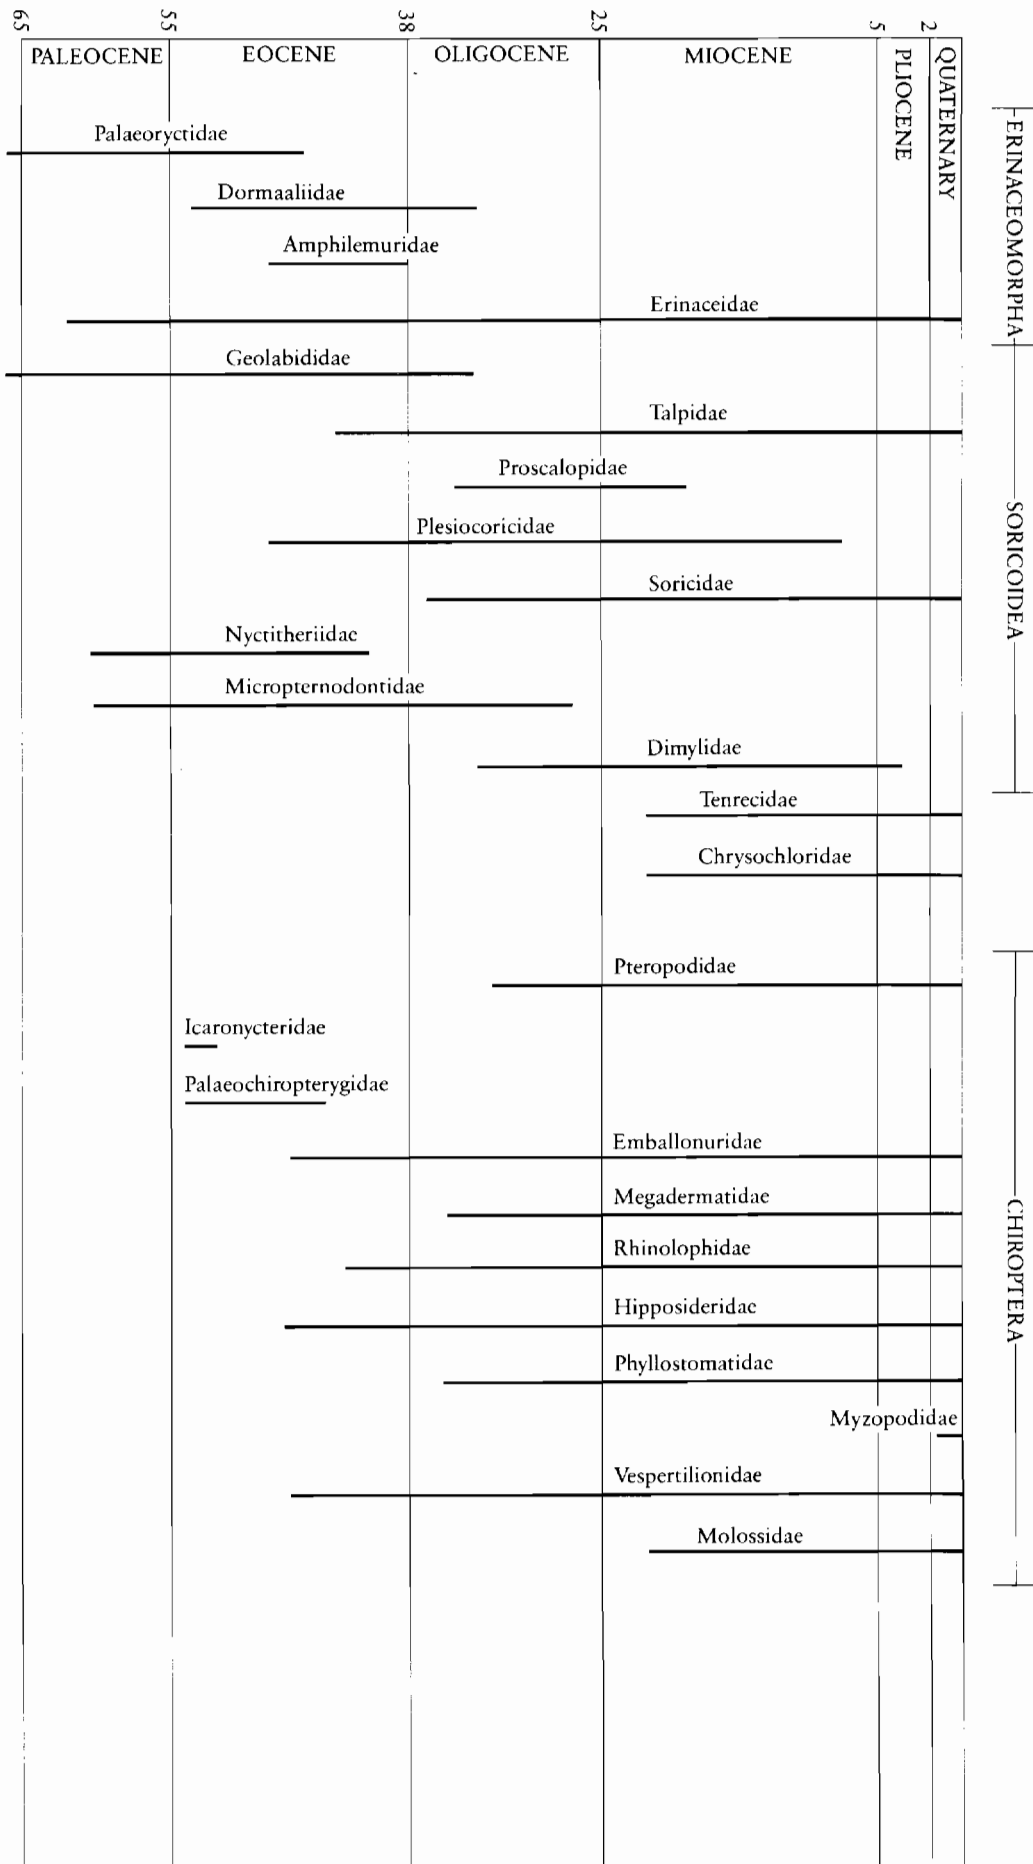 65
55
38
25
5
2
PALEOCENE
EOCENE
OLIGOCENE
MIOCENE
PLIOCENE
QUATERNARY
ERINACEOMORPHA
Palaeoryctidae
Dormaaliidae
Amphilemuridae
Erinaceidae
SORICOIDEA
Geolabididae
Talpidae
Proscalopidae
Plesiocoricidae
Soricidae
Nyctitheriidae
Micropternodontidae
Dimylidae
Tenrecidae
Chrysochloridae
CHIROPTERA
Pteropodidae
Icaronycteridae
Palaeochiropterygidae
Emballonuridae
Megadermatidae
Rhinolophidae
Hipposideridae
Phyllostomatidae
Myzopodidae
Vespertilionidae
Molossidae